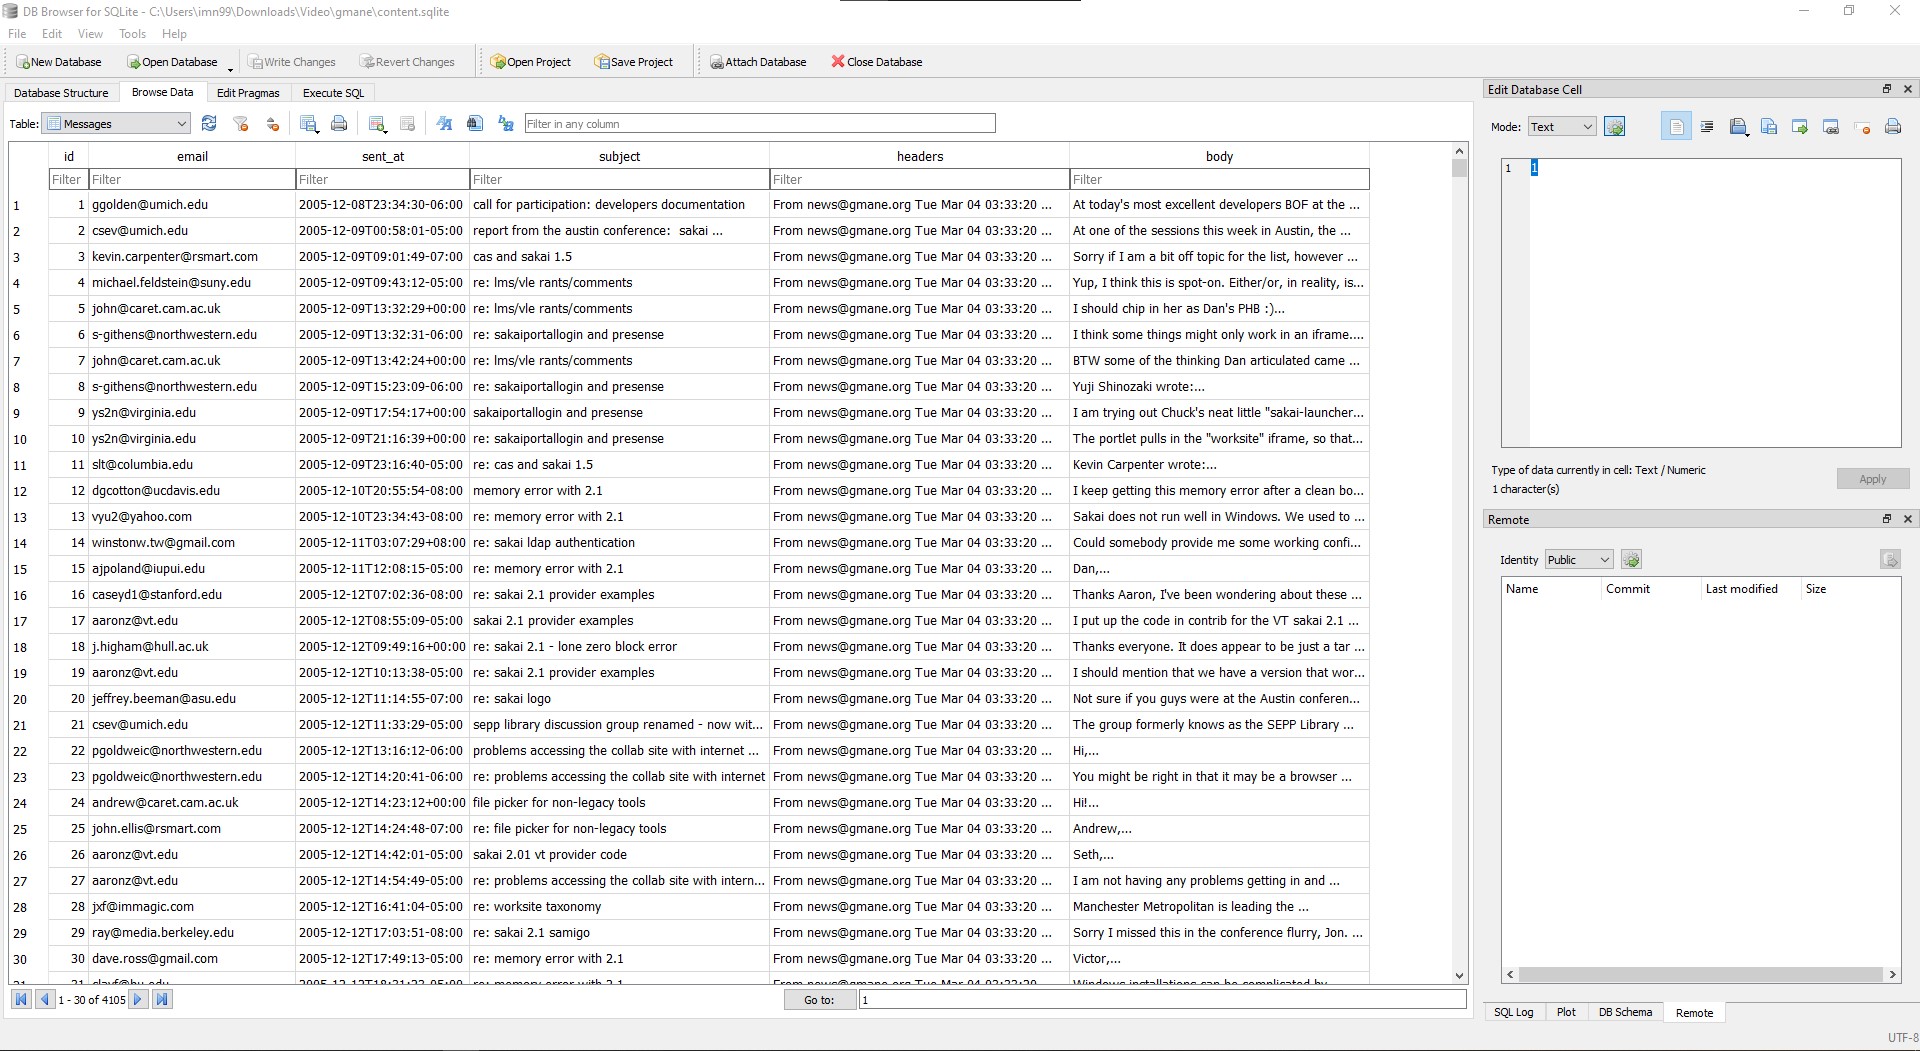 DB Browser for SQLite - C:\Users\imn99\Downloads\Video\gmane\content.sqlite
File Edit View Tools Help
New Database Open Database Write Changes Revert Changes Open Project Save Project Attach Database Close Database
Database Structure Browse Data Edit Pragmas Execute SQL
Table: Messages Filter in any column
id email sent_at subject headers body
Filter Filter Filter Filter Filter Filter
1 1 ggolden@umich.edu 2005-12-08T23:34:30-06:00 call for participation: developers documentation From news@gmane.org Tue Mar 04 03:33:20 ... At today's most excellent developers BOF at the ...
2 2 csev@umich.edu 2005-12-09T00:58:01-05:00 report from the austin conference: sakai ... From news@gmane.org Tue Mar 04 03:33:20 ... At one of the sessions this week in Austin, the ...
3 3 kevin.carpenter@rsmart.com 2005-12-09T09:01:49-07:00 cas and sakai 1.5 From news@gmane.org Tue Mar 04 03:33:20 ... Sorry if I am a bit off topic for the list, however ...
4 4 michael.feldstein@suny.edu 2005-12-09T09:43:12-05:00 re: lms/vle rants/comments From news@gmane.org Tue Mar 04 03:33:20 ... Yup, I think this is spot-on. Either/or, in reality, is...
5 5 john@caret.cam.ac.uk 2005-12-09T13:32:29+00:00 re: lms/vle rants/comments From news@gmane.org Tue Mar 04 03:33:20 ... I should chip in her as Dan's PHB :)...
6 6 s-githens@northwestern.edu 2005-12-09T13:32:31-06:00 re: sakaiportallogin and presense From news@gmane.org Tue Mar 04 03:33:20 ... I think some things might only work in an iframe....
7 7 john@caret.cam.ac.uk 2005-12-09T13:42:24+00:00 re: lms/vle rants/comments From news@gmane.org Tue Mar 04 03:33:20 ... BTW some of the thinking Dan articulated came ...
8 8 s-githens@northwestern.edu 2005-12-09T15:23:09-06:00 re: sakaiportallogin and presense From news@gmane.org Tue Mar 04 03:33:20 ... Yuji Shinozaki wrote:...
9 9 ys2n@virginia.edu 2005-12-09T17:54:17+00:00 sakaiportallogin and presense From news@gmane.org Tue Mar 04 03:33:20 ... I am trying out Chuck's neat little "sakai-launcher...
10 10 ys2n@virginia.edu 2005-12-09T21:16:39+00:00 re: sakaiportallogin and presense From news@gmane.org Tue Mar 04 03:33:20 ... The portlet pulls in the "worksite" iframe, so that...
11 11 slt@columbia.edu 2005-12-09T23:16:40-05:00 re: cas and sakai 1.5 From news@gmane.org Tue Mar 04 03:33:20 ... Kevin Carpenter wrote:...
12 12 dgcotton@ucdavis.edu 2005-12-10T20:55:54-08:00 memory error with 2.1 From news@gmane.org Tue Mar 04 03:33:20 ... I keep getting this memory error after a clean bo...
13 13 vyu2@yahoo.com 2005-12-10T23:34:43-08:00 re: memory error with 2.1 From news@gmane.org Tue Mar 04 03:33:20 ... Sakai does not run well in Windows. We used to ...
14 14 winstonw.tw@gmail.com 2005-12-11T03:07:29+08:00 re: sakai ldap authentication From news@gmane.org Tue Mar 04 03:33:20 ... Could somebody provide me some working confi...
15 15 ajpoland@iupui.edu 2005-12-11T12:08:15-05:00 re: memory error with 2.1 From news@gmane.org Tue Mar 04 03:33:20 ... Dan,...
16 16 caseyd1@stanford.edu 2005-12-12T07:02:36-08:00 re: sakai 2.1 provider examples From news@gmane.org Tue Mar 04 03:33:20 ... Thanks Aaron, I've been wondering about these ...
17 17 aaronz@vt.edu 2005-12-12T08:55:09-05:00 sakai 2.1 provider examples From news@gmane.org Tue Mar 04 03:33:20 ... I put up the code in contrib for the VT sakai 2.1 ...
18 18 j.higham@hull.ac.uk 2005-12-12T09:49:16+00:00 re: sakai 2.1 - lone zero block error From news@gmane.org Tue Mar 04 03:33:20 ... Thanks everyone. It does appear to be just a tar ...
19 19 aaronz@vt.edu 2005-12-12T10:13:38-05:00 re: sakai 2.1 provider examples From news@gmane.org Tue Mar 04 03:33:20 ... I should mention that we have a version that wor...
20 20 jeffrey.beeman@asu.edu 2005-12-12T11:14:55-07:00 re: sakai logo From news@gmane.org Tue Mar 04 03:33:20 ... Not sure if you guys were at the Austin conferen...
21 21 csev@umich.edu 2005-12-12T11:33:29-05:00 sepp library discussion group renamed - now wit... From news@gmane.org Tue Mar 04 03:33:20 ... The group formerly knows as the SEPP Library ...
22 22 pgoldweic@northwestern.edu 2005-12-12T13:16:12-06:00 problems accessing the collab site with internet ... From news@gmane.org Tue Mar 04 03:33:20 ... Hi,...
23 23 pgoldweic@northwestern.edu 2005-12-12T14:20:41-06:00 re: problems accessing the collab site with internet From news@gmane.org Tue Mar 04 03:33:20 ... You might be right in that it may be a browser ...
24 24 andrew@caret.cam.ac.uk 2005-12-12T14:23:12+00:00 file picker for non-legacy tools From news@gmane.org Tue Mar 04 03:33:20 ... Hi!...
25 25 john.ellis@rsmart.com 2005-12-12T14:24:48-07:00 re: file picker for non-legacy tools From news@gmane.org Tue Mar 04 03:33:20 ... Andrew,...
26 26 aaronz@vt.edu 2005-12-12T14:42:01-05:00 sakai 2.01 vt provider code From news@gmane.org Tue Mar 04 03:33:20 ... Seth,...
27 27 aaronz@vt.edu 2005-12-12T14:54:49-05:00 re: problems accessing the collab site with intern... From news@gmane.org Tue Mar 04 03:33:20 ... I am not having any problems getting in and ...
28 28 jxf@immagic.com 2005-12-12T16:41:04-05:00 re: worksite taxonomy From news@gmane.org Tue Mar 04 03:33:20 ... Manchester Metropolitan is leading the ...
29 29 ray@media.berkeley.edu 2005-12-12T17:03:51-08:00 re: sakai 2.1 samigo From news@gmane.org Tue Mar 04 03:33:20 ... Sorry I missed this in the conference flurry, Jon. ...
30 30 dave.ross@gmail.com 2005-12-12T17:49:13-05:00 re: memory error with 2.1 From news@gmane.org Tue Mar 04 03:33:20 ... Victor,...
1 - 30 of 4105 Go to: 1
Edit Database Cell
Mode: Text
1 1
Type of data currently in cell: Text / Numeric
1 character(s)
Apply
Remote
Identity Public
Name Commit Last modified Size
SQL Log Plot DB Schema Remote
UTF-8